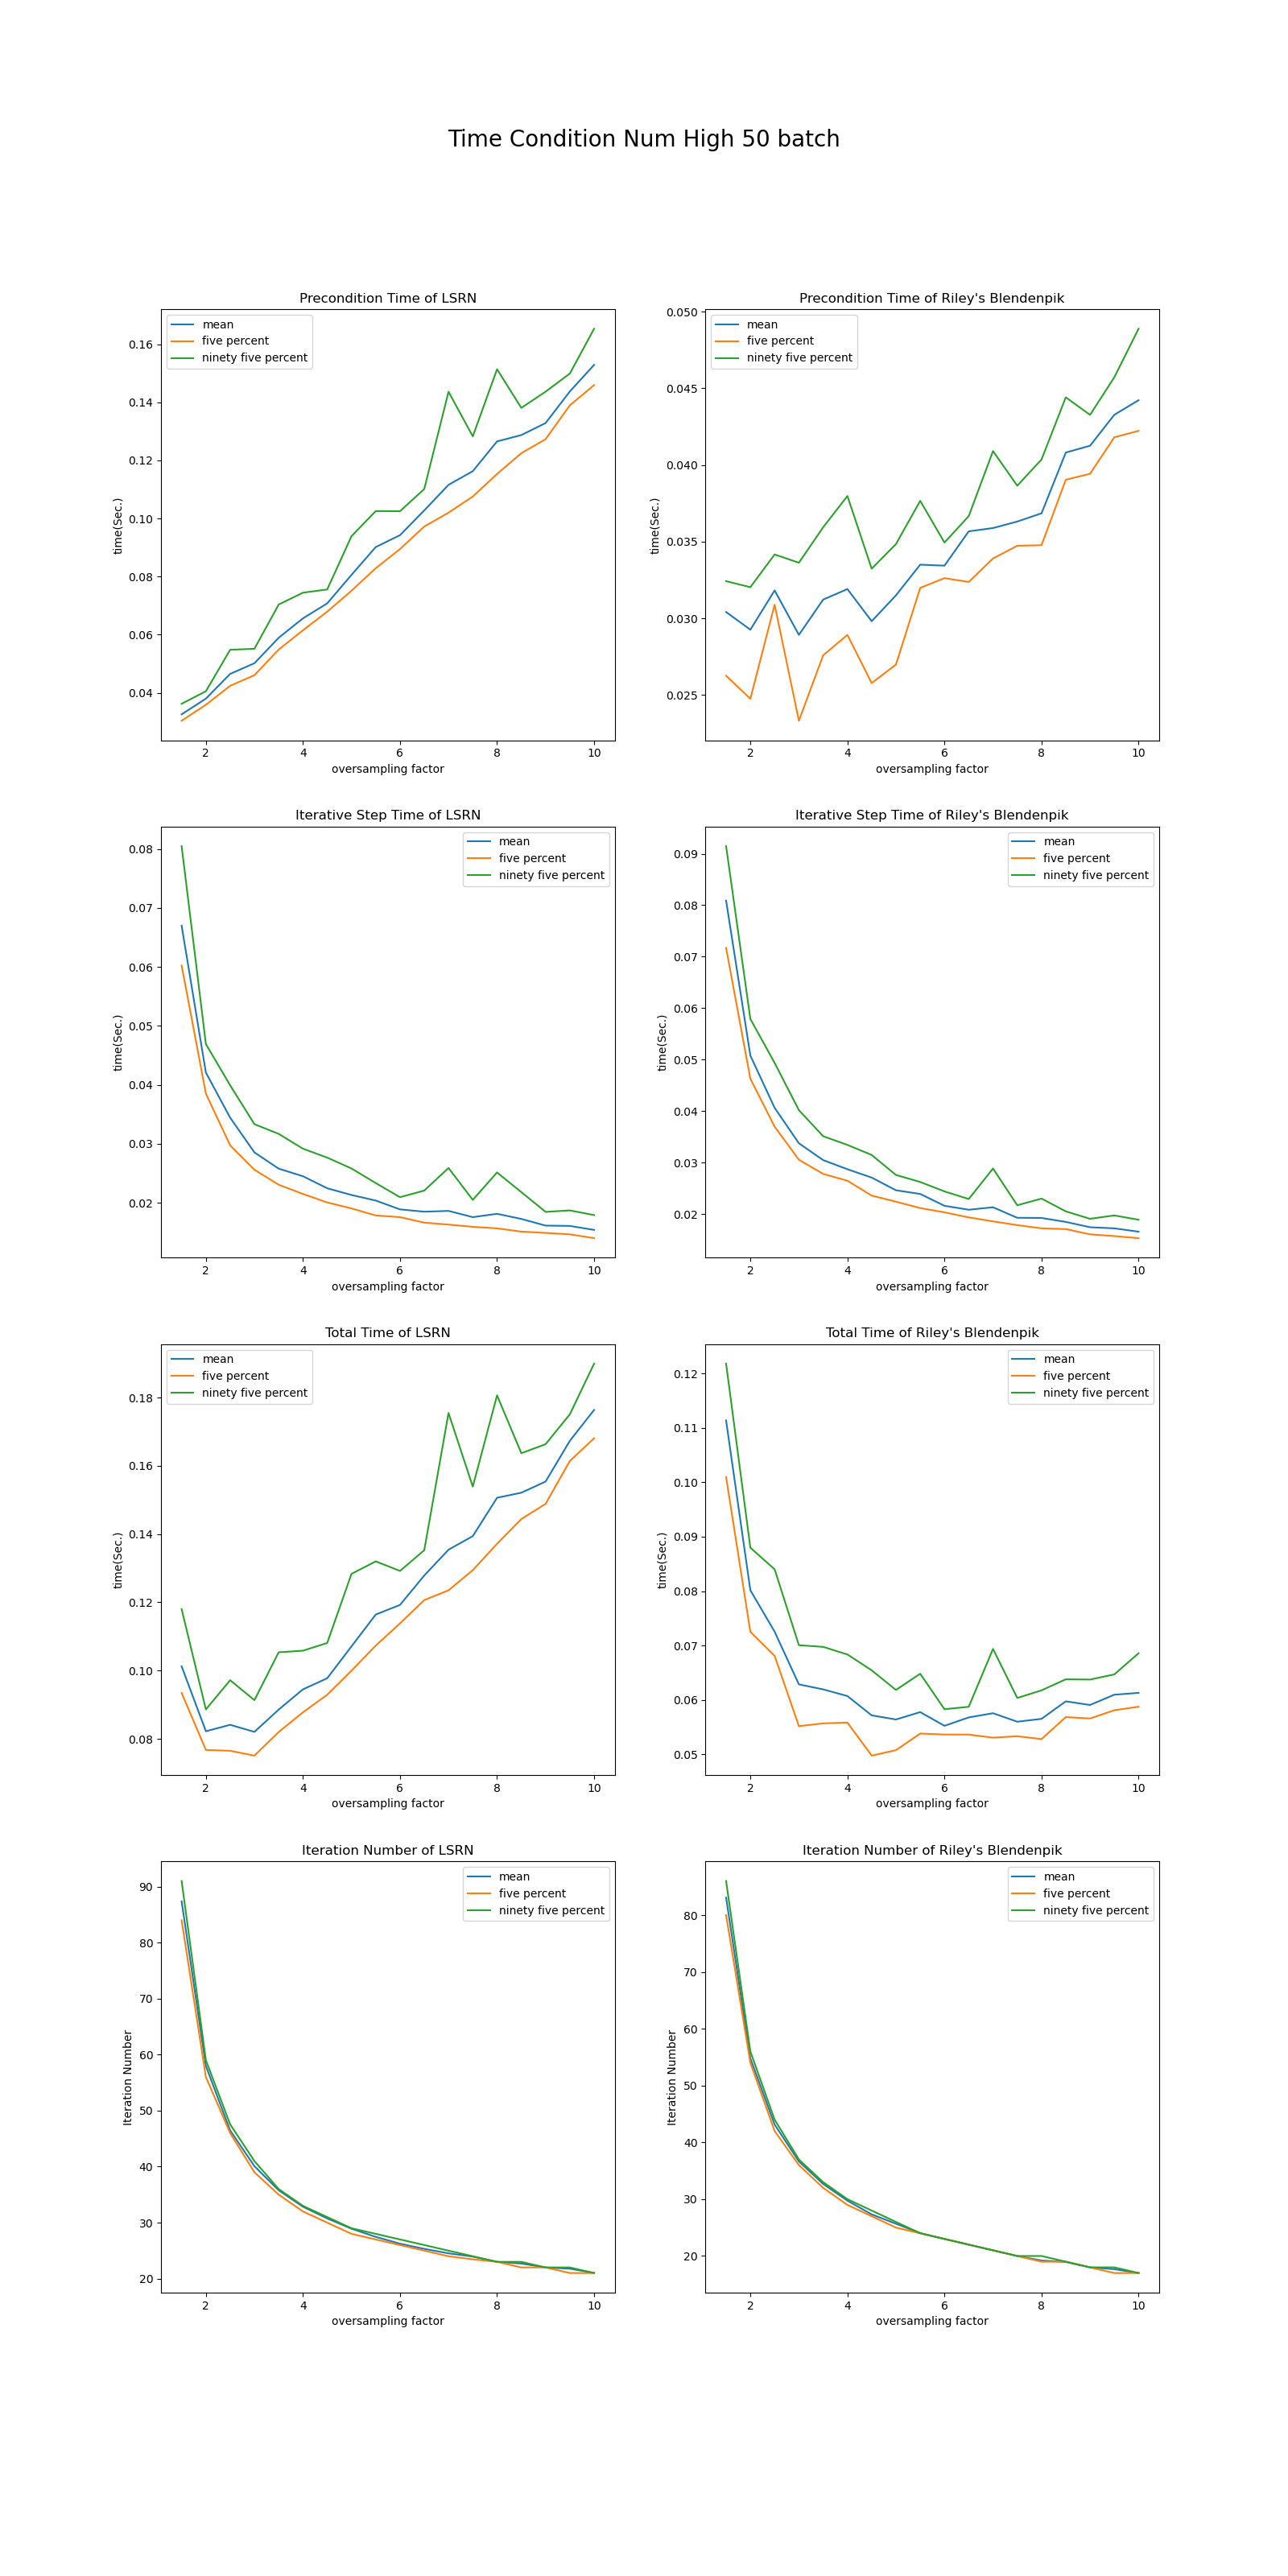 Time Condition Num High 50 batch
Precondition Time of LSRN
mean
five percent
ninety five percent
0.16
0.14
0.12
0.10
0.08
0.06
0.04
time(Sec.)
2 4 6 8 10
oversampling factor
Precondition Time of Riley's Blendenpik
mean
five percent
ninety five percent
0.050
0.045
0.040
0.035
0.030
0.025
time(Sec.)
2 4 6 8 10
oversampling factor
Iterative Step Time of LSRN
mean
five percent
ninety five percent
0.08
0.07
0.06
0.05
0.04
0.03
0.02
time(Sec.)
2 4 6 8 10
oversampling factor
Iterative Step Time of Riley's Blendenpik
mean
five percent
ninety five percent
0.09
0.08
0.07
0.06
0.05
0.04
0.03
0.02
time(Sec.)
2 4 6 8 10
oversampling factor
Total Time of LSRN
mean
five percent
ninety five percent
0.18
0.16
0.14
0.12
0.10
0.08
time(Sec.)
2 4 6 8 10
oversampling factor
Total Time of Riley's Blendenpik
mean
five percent
ninety five percent
0.12
0.11
0.10
0.09
0.08
0.07
0.06
0.05
time(Sec.)
2 4 6 8 10
oversampling factor
Iteration Number of LSRN
mean
five percent
ninety five percent
90
80
70
60
50
40
30
20
Iteration Number
2 4 6 8 10
oversampling factor
Iteration Number of Riley's Blendenpik
mean
five percent
ninety five percent
80
70
60
50
40
30
20
Iteration Number
2 4 6 8 10
oversampling factor